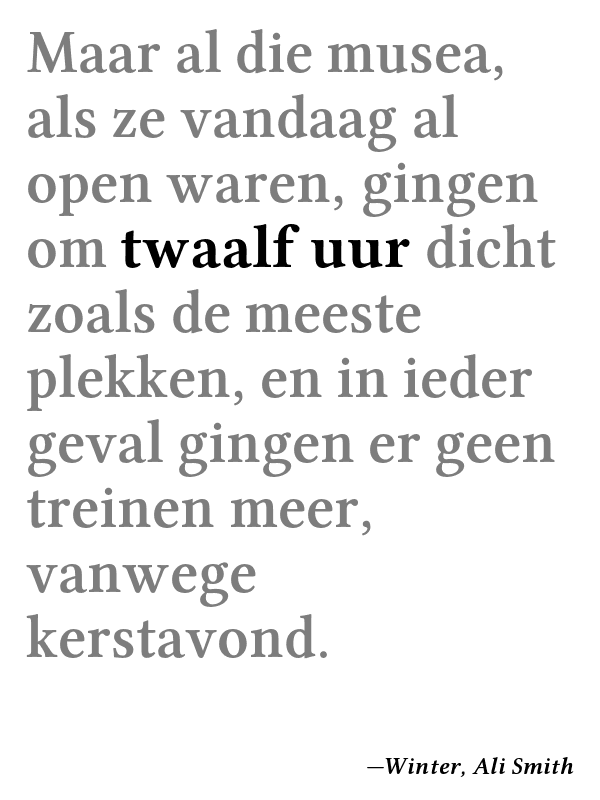 Maar al die musea,
als ze vandaag al
open waren, gingen
om twaalf uur dicht
zoals de meeste
plekken, en in ieder
geval gingen er geen
treinen meer,
vanwege
kerstavond.
—Winter, Ali Smith